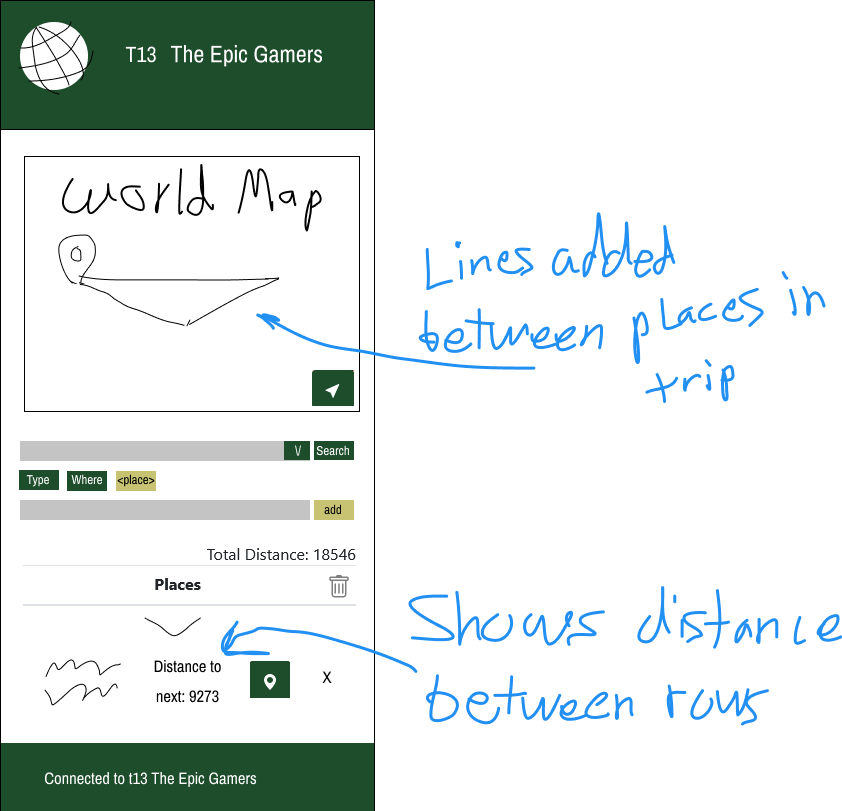 T13 The Epic Gamers
World Map
Lines added
between places in
trip
V Search
Type Where <place>
add
Total Distance: 18546
Places
Shows distance
between rows
Distance to
next: 9273
X
Connected to t13 The Epic Gamers